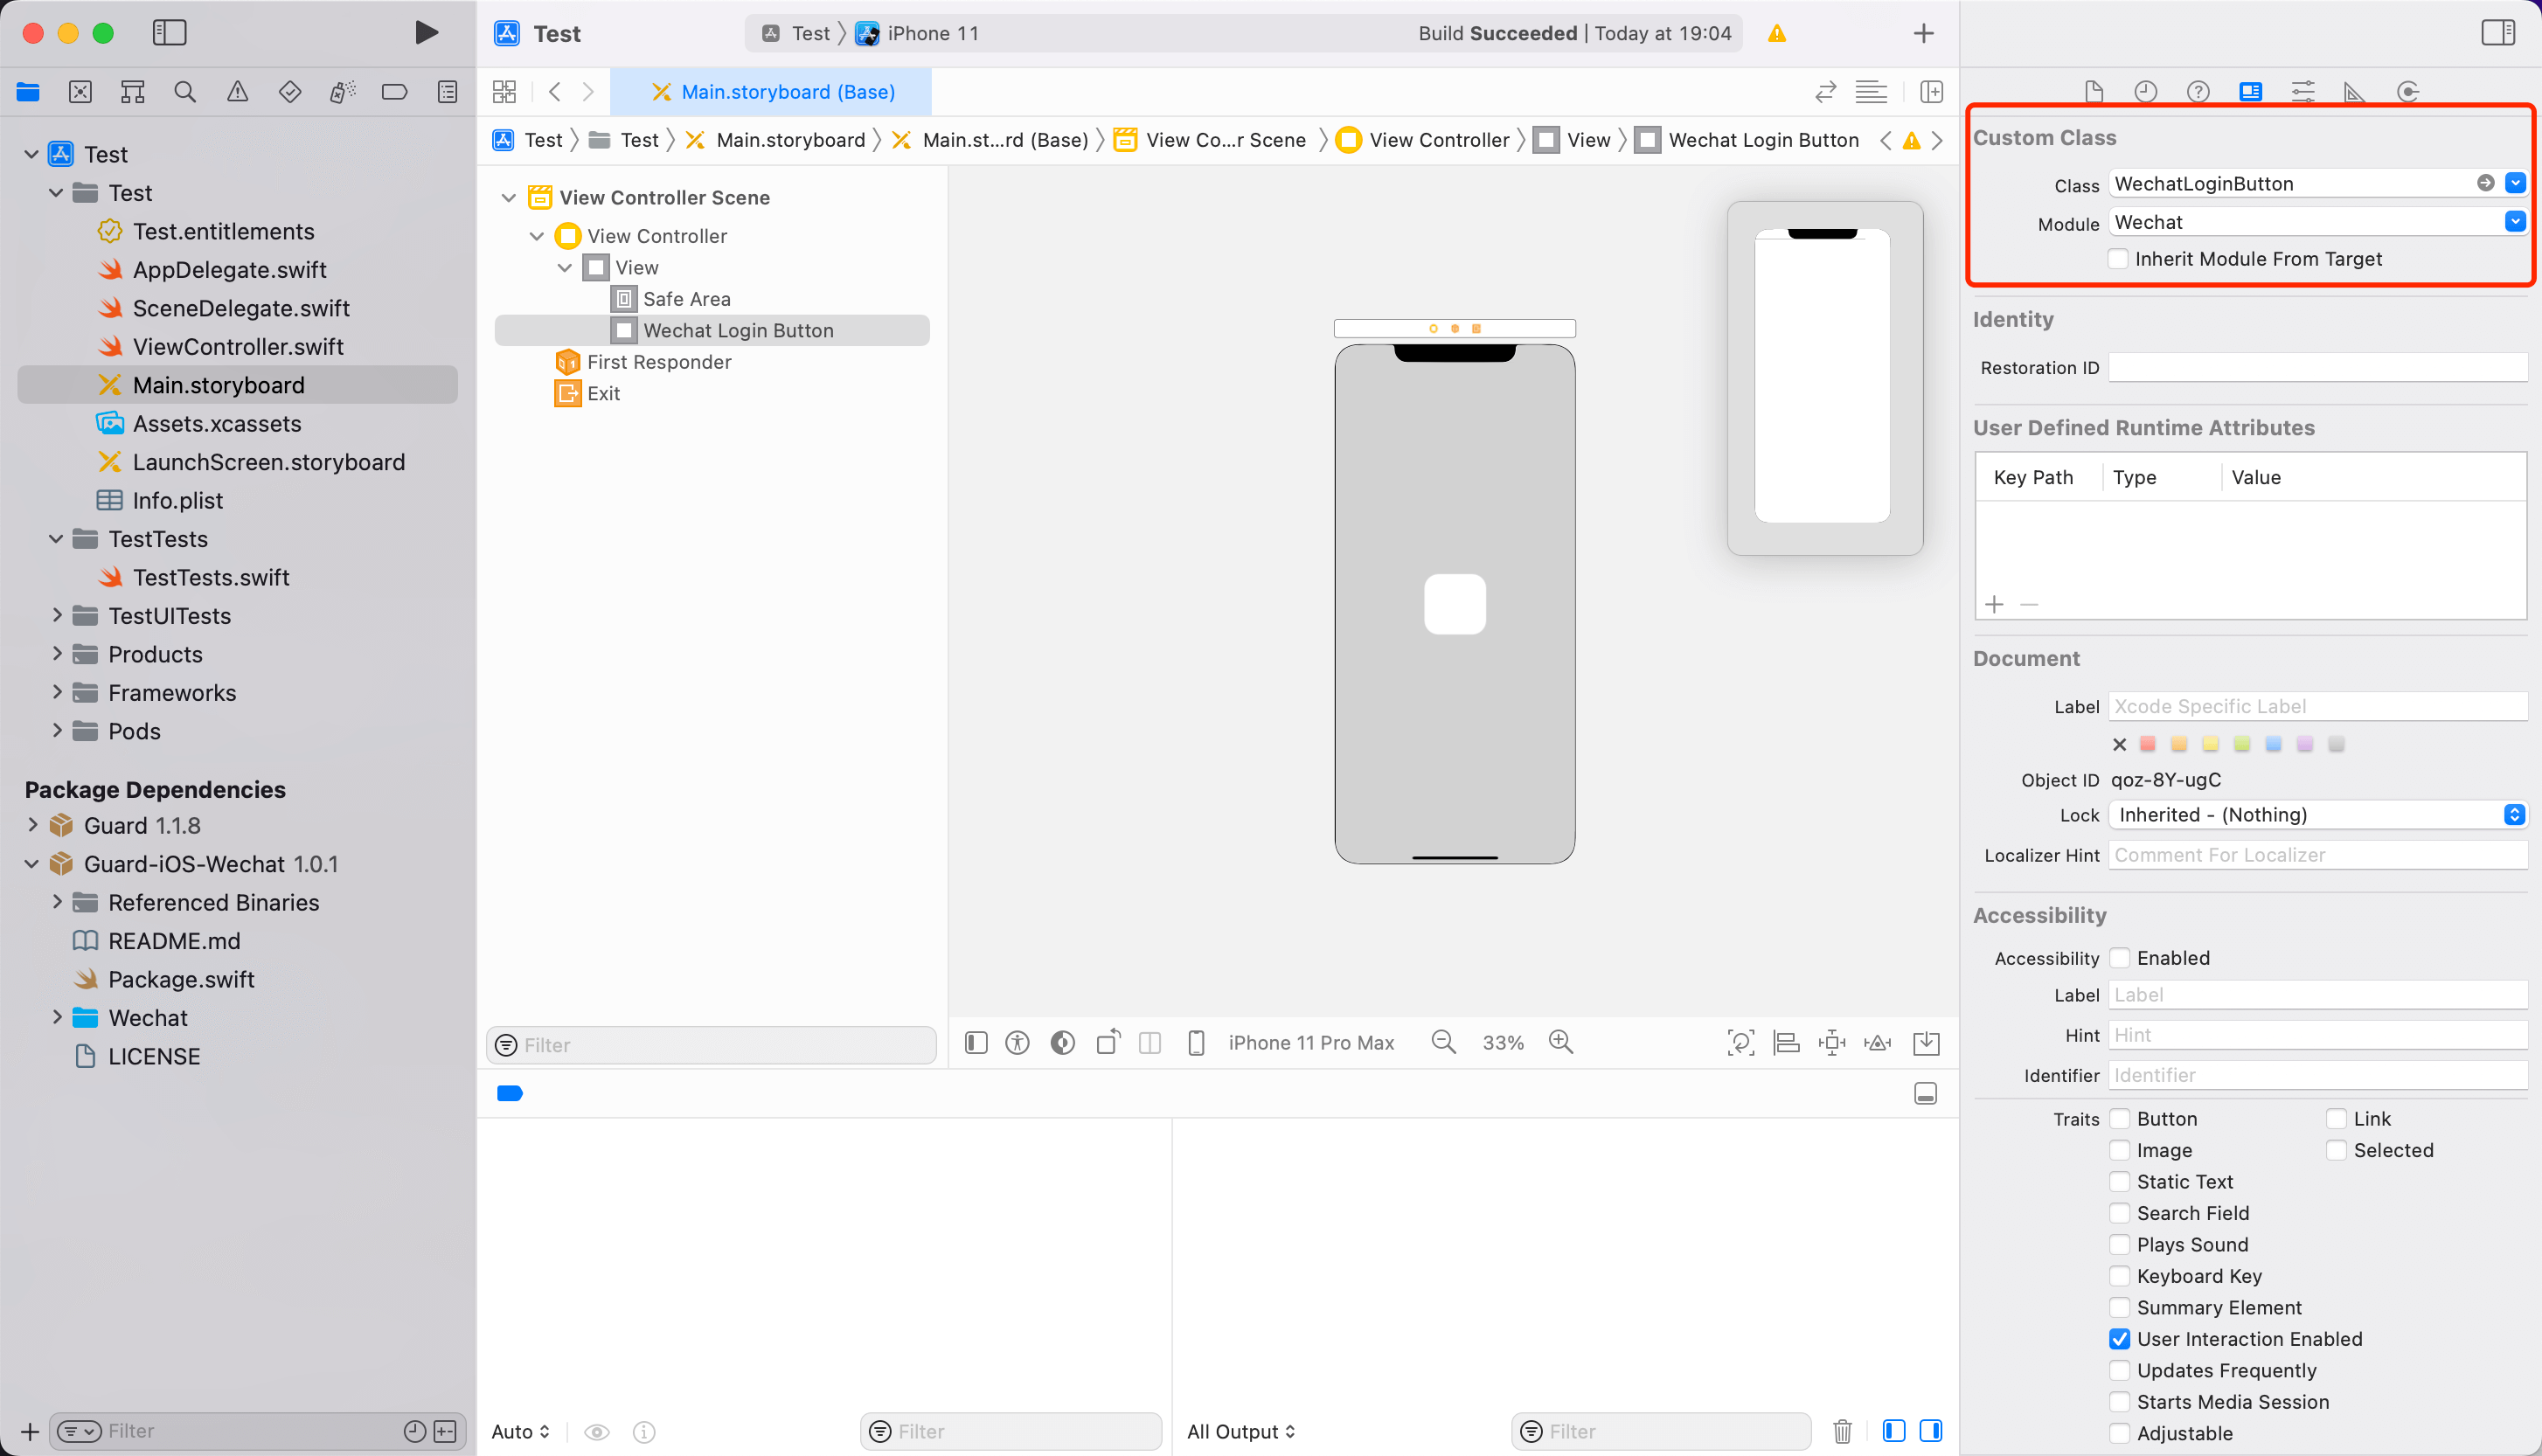 Test
Test 〉 iPhone 11
Build Succeeded | Today at 19:04
Main.storyboard (Base)
Test 〉 Test 〉 Main.storyboard 〉 Main.st...rd (Base) 〉 View Co...r Scene 〉 View Controller 〉 View 〉 Wechat Login Button
Test
Test
Test.entitlements
AppDelegate.swift
SceneDelegate.swift
ViewController.swift
Main.storyboard
Assets.xcassets
LaunchScreen.storyboard
Info.plist
TestTests
TestTests.swift
TestUITests
Products
Frameworks
Pods
Package Dependencies
Guard 1.1.8
Guard-iOS-Wechat 1.0.1
Referenced Binaries
README.md
Package.swift
Wechat
LICENSE
Filter
View Controller Scene
View Controller
View
Safe Area
Wechat Login Button
First Responder
Exit
Filter
iPhone 11 Pro Max
33%
Auto
Filter
All Output
Filter
Custom Class
Class WechatLoginButton
Module Wechat
Inherit Module From Target
Identity
Restoration ID
User Defined Runtime Attributes
Key Path Type Value
Document
Label Xcode Specific Label
Object ID qoz-8Y-ugC
Lock Inherited - (Nothing)
Localizer Hint Comment For Localizer
Accessibility
Accessibility Enabled
Label Label
Hint Hint
Identifier Identifier
Traits Button Link
Image Selected
Static Text
Search Field
Plays Sound
Keyboard Key
Summary Element
User Interaction Enabled
Updates Frequently
Starts Media Session
Adjustable